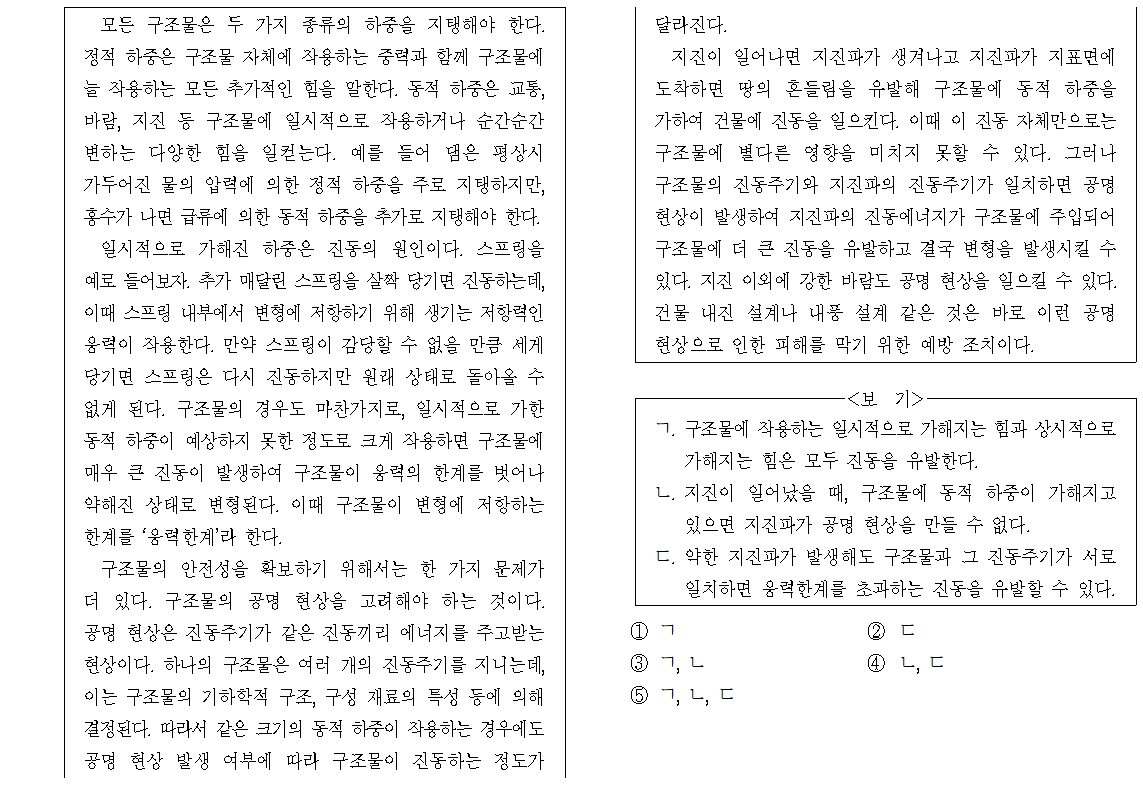 모든 구조물은 두 가지 종류의 하중을 지탱해야 한다.
정적 하중은 구조물 자체에 작용하는 중력과 함께 구조물에
늘 작용하는 모든 추가적인 힘을 말한다. 동적 하중은 교통,
바람, 지진 등 구조물에 일시적으로 작용하거나 순간순간
변하는 다양한 힘을 일컫는다. 예를 들어 댐은 평상시
가두어진 물의 압력에 의한 정적 하중을 주로 지탱하지만,
홍수가 나면 급류에 의한 동적 하중을 추가로 지탱해야 한다.
일시적으로 가해진 하중은 진동의 원인이다. 스프링을
예로 들어보자. 추가 매달린 스프링을 살짝 당기면 진동하는데,
이때 스프링 내부에서 변형에 저항하기 위해 생기는 저항력인
응력이 작용한다. 만약 스프링이 감당할 수 없을 만큼 세게
당기면 스프링은 다시 진동하지만 원래 상태로 돌아올 수
없게 된다. 구조물의 경우도 마찬가지로, 일시적으로 가한
동적 하중이 예상하지 못한 정도로 크게 작용하면 구조물에
매우 큰 진동이 발생하여 구조물이 응력의 한계를 벗어나
약해진 상태로 변형된다. 이때 구조물이 변형에 저항하는
한계를 ‘응력한계’라 한다.
구조물의 안전성을 확보하기 위해서는 한 가지 문제가
더 있다. 구조물의 공명 현상을 고려해야 하는 것이다.
공명 현상은 진동주기가 같은 진동끼리 에너지를 주고받는
현상이다. 하나의 구조물은 여러 개의 진동주기를 지니는데,
이는 구조물의 기하학적 구조, 구성 재료의 특성 등에 의해
결정된다. 따라서 같은 크기의 동적 하중이 작용하는 경우에도
공명 현상 발생 여부에 따라 구조물이 진동하는 정도가
달라진다.
지진이 일어나면 지진파가 생겨나고 지진파가 지표면에
도착하면 땅의 흔들림을 유발해 구조물에 동적 하중을
가하여 건물에 진동을 일으킨다. 이때 이 진동 자체만으로는
구조물에 별다른 영향을 미치지 못할 수 있다. 그러나
구조물의 진동주기와 지진파의 진동주기가 일치하면 공명
현상이 발생하여 지진파의 진동에너지가 구조물에 주입되어
구조물에 더 큰 진동을 유발하고 결국 변형을 발생시킬 수
있다. 지진 이외에 강한 바람도 공명 현상을 일으킬 수 있다.
건물 내진 설계나 내풍 설계 같은 것은 바로 이런 공명
현상으로 인한 피해를 막기 위한 예방 조치이다.
<보 기>
ㄱ. 구조물에 작용하는 일시적으로 가해지는 힘과 상시적으로
가해지는 힘은 모두 진동을 유발한다.
ㄴ. 지진이 일어났을 때, 구조물에 동적 하중이 가해지고
있으면 지진파가 공명 현상을 만들 수 없다.
ㄷ. 약한 지진파가 발생해도 구조물과 그 진동주기가 서로
일치하면 응력한계를 초과하는 진동을 유발할 수 있다.
① ㄱ ② ㄷ
③ ㄱ, ㄴ ④ ㄴ, ㄷ
⑤ ㄱ, ㄴ, ㄷ